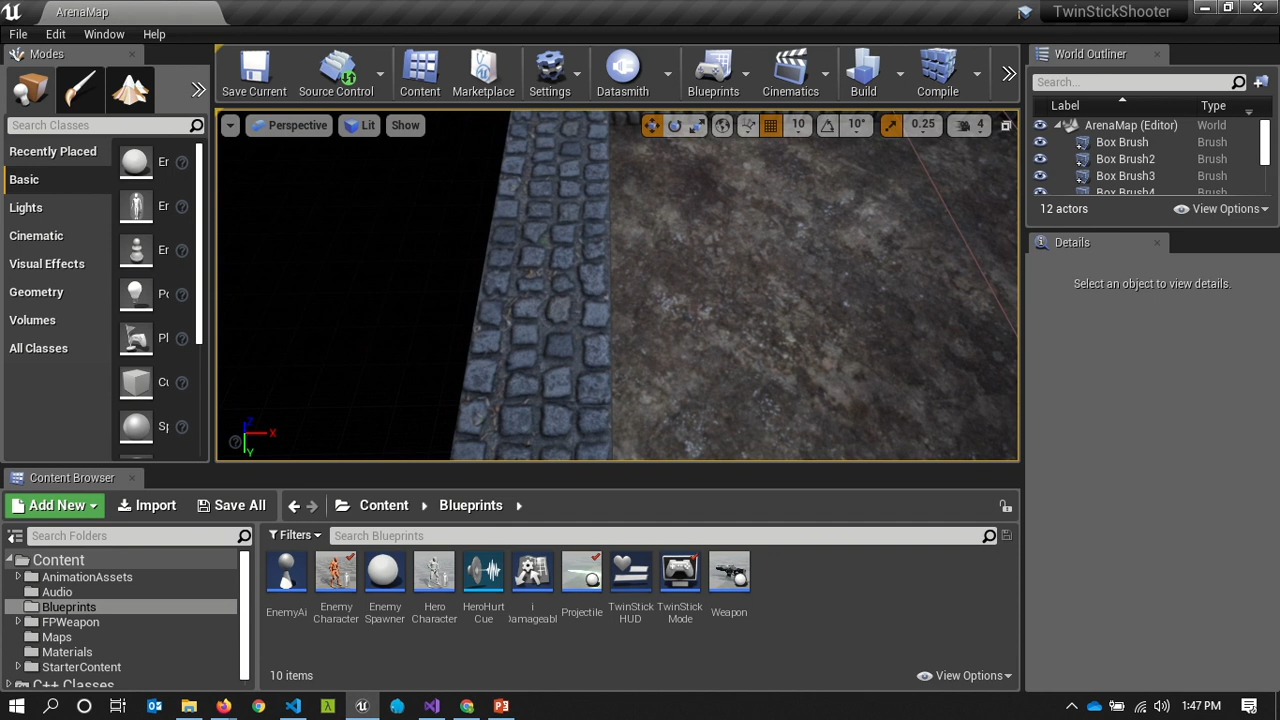 ArenaMap
TwinStickShooter
File Edit Window Help
Modes
Search Classes
Recently Placed
Basic
Lights
Cinematic
Visual Effects
Geometry
Volumes
All Classes
Er
Er
Er
Pl
Save Current
Source Control
Content
Marketplace
Settings
Datasmith
Blueprints
Cinematics
Build
Compile
Perspective
Lit
Show
10
10°
0.25
4
X
Y
World Outliner
Search...
Label
Type
ArenaMap (Editor) World
Box Brush Brush
Box Brush2 Brush
Box Brush3 Brush
Box Brush4 Brush
12 actors
View Options
Details
Select an object to view details.
Content Browser
Add New
Import
Save All
Content
Blueprints
Search Folders
Content
AnimationAssets
Audio
Blueprints
FPWeapon
Maps
Materials
StarterContent
C++ Classes
Filters
Search Blueprints
EnemyAi
Enemy
Character
Enemy
Spawner
Hero
Character
HeroHurt
Cue
i
Damageabl
Projectile
TwinStick
HUD
TwinStick
Mode
Weapon
10 items
View Options
1:47 PM